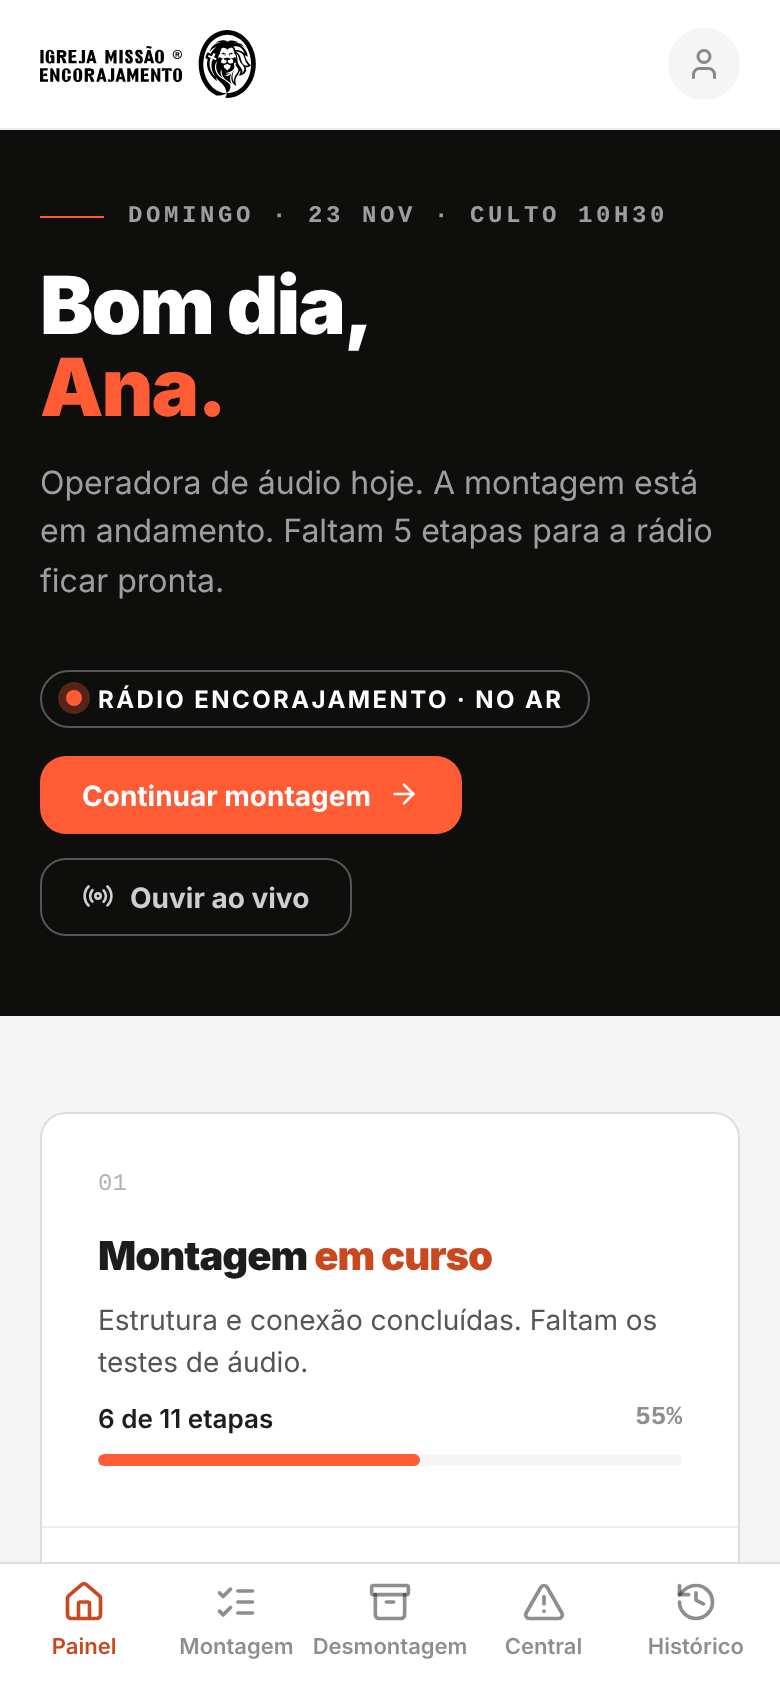 IGREJA MISSÃO ®
ENCORAJAMENTO
DOMINGO · 23 NOV · CULTO 10H30
Bom dia,
Ana.
Operadora de áudio hoje. A montagem está
em andamento. Faltam 5 etapas para a rádio
ficar pronta.
RÁDIO ENCORAJAMENTO · NO AR
Continuar montagem
Ouvir ao vivo
01
Montagem em curso
Estrutura e conexão concluídas. Faltam os
testes de áudio.
6 de 11 etapas 55%
Painel Montagem Desmontagem Central Histórico